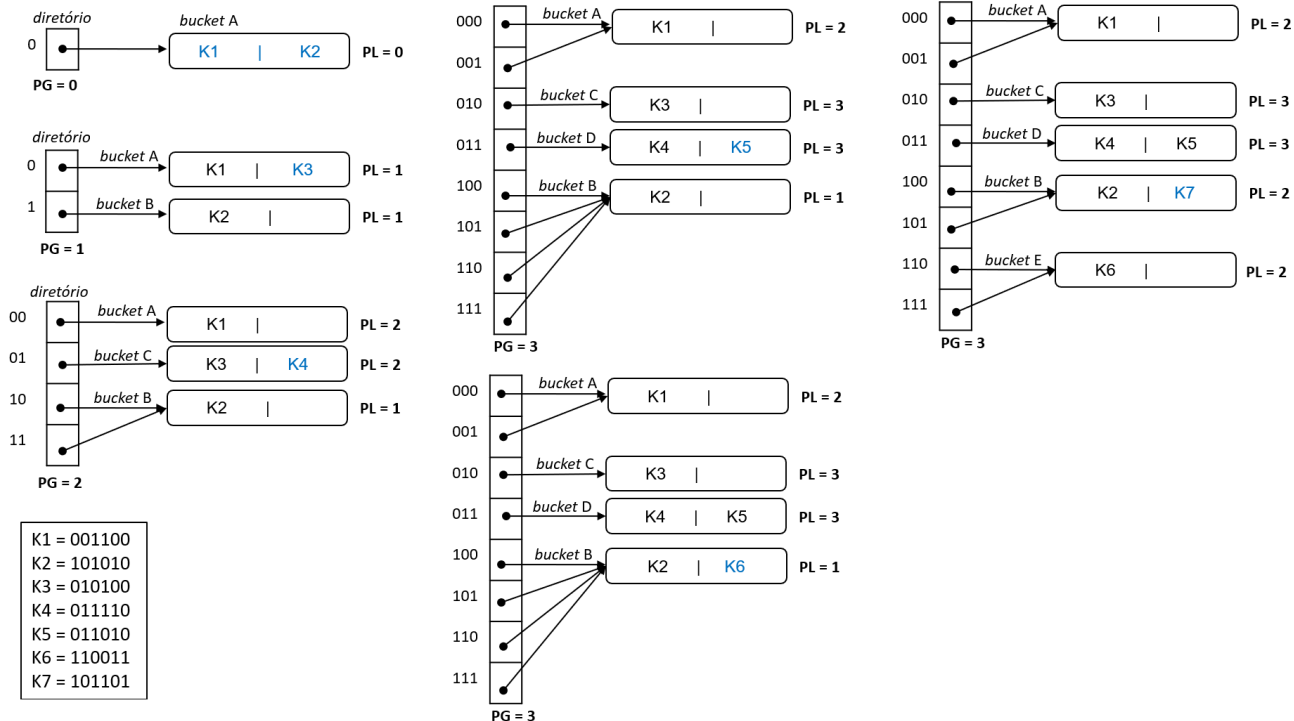 diretório
bucket A
0
K1 | K2
PL = 0
PG = 0
diretório
0
bucket A
K1 | K3
PL = 1
1
bucket B
K2 |
PL = 1
PG = 1
diretório
00
bucket A
K1 |
PL = 2
01
bucket C
K3 | K4
PL = 2
10
bucket B
K2 |
PL = 1
11
PG = 2
K1 = 001100
K2 = 101010
K3 = 010100
K4 = 011110
K5 = 011010
K6 = 110011
K7 = 101101
000
bucket A
K1 |
PL = 2
001
010
bucket C
K3 |
PL = 3
011
bucket D
K4 | K5
PL = 3
100
bucket B
K2 |
PL = 1
101
110
111
PG = 3
000
bucket A
K1 |
PL = 2
001
010
bucket C
K3 |
PL = 3
011
bucket D
K4 | K5
PL = 3
100
bucket B
K2 | K6
PL = 1
101
110
111
PG = 3
000
bucket A
K1 |
PL = 2
001
010
bucket C
K3 |
PL = 3
011
bucket D
K4 | K5
PL = 3
100
bucket B
K2 | K7
PL = 2
101
110
bucket E
K6 |
PL = 2
111
PG = 3